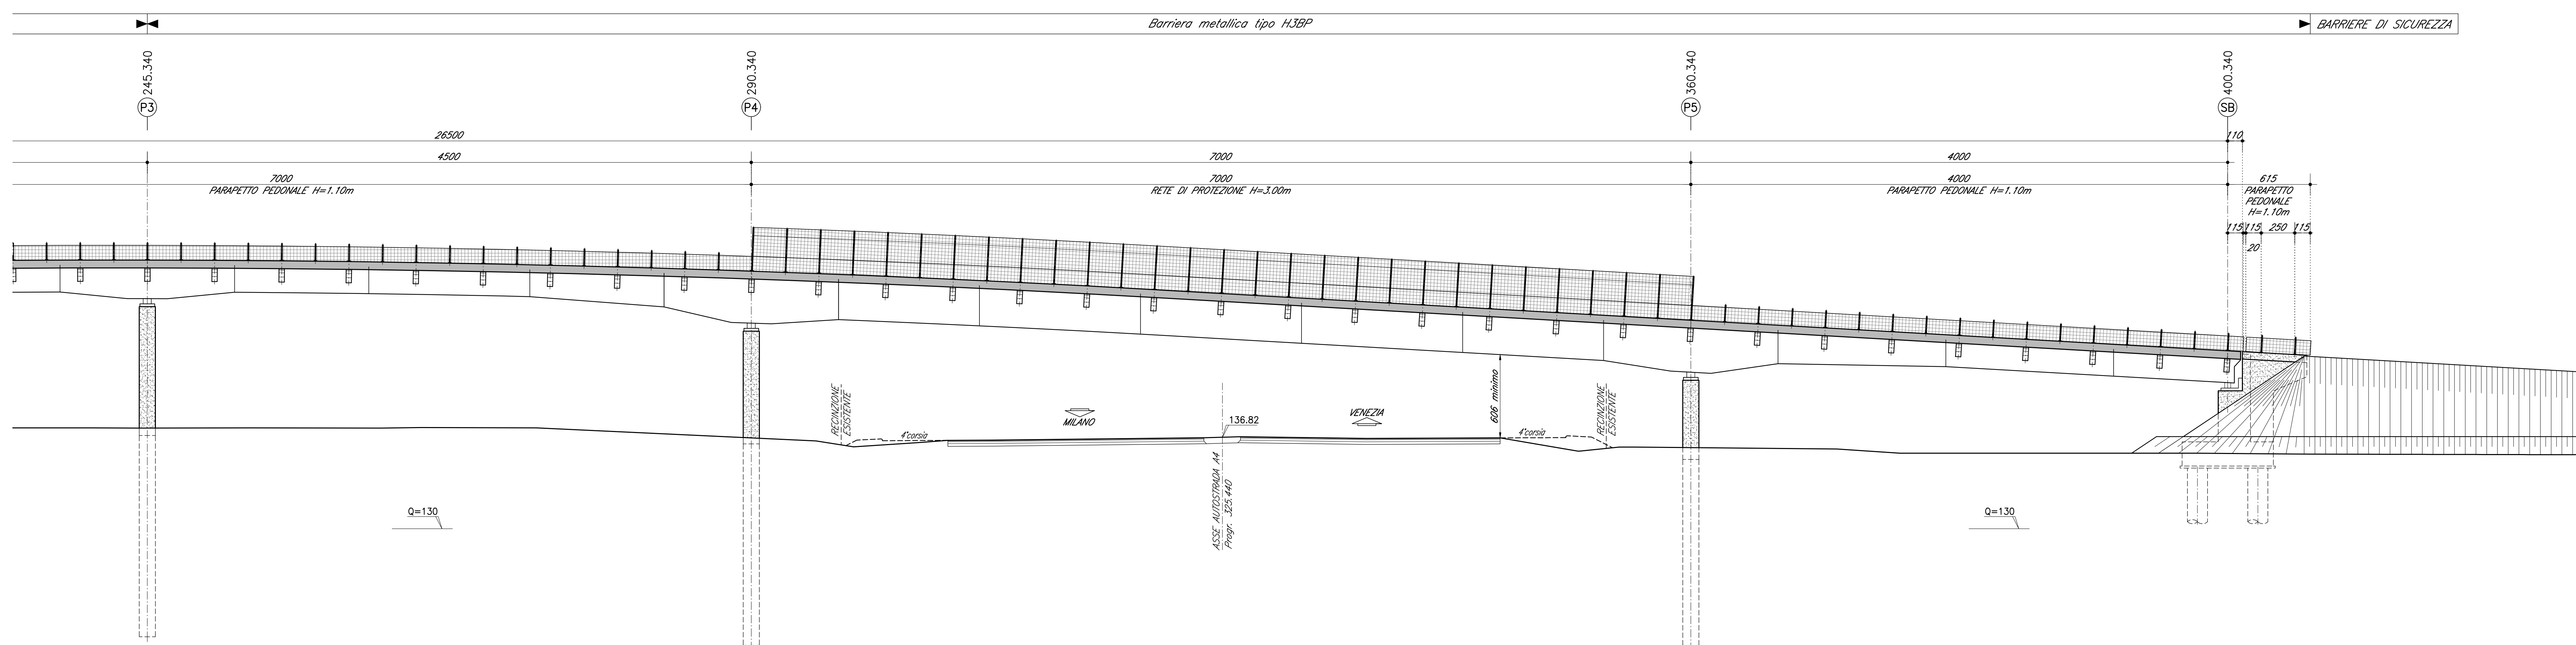 Barriera metallica tipo H3BP
BARRIERE DI SICUREZZA
245.340
290.340
360.340
400.340
P3
P4
P5
SB
26500
110
4500
7000
4000
7000
PARAPETTO PEDONALE H=1.10m
7000
RETE DI PROTEZIONE H=3.00m
4000
PARAPETTO PEDONALE H=1.10m
615
PARAPETTO
PEDONALE
H=1.10m
115
115
250
115
20
RECINZIONE
ESISTENTE
4°corsia
MILANO
136.82
VENEZIA
606 minimo
4°corsia
RECINZIONE
ESISTENTE
ASSE AUTOSTRADA A4
Progr. 325.440
Q=130
Q=130